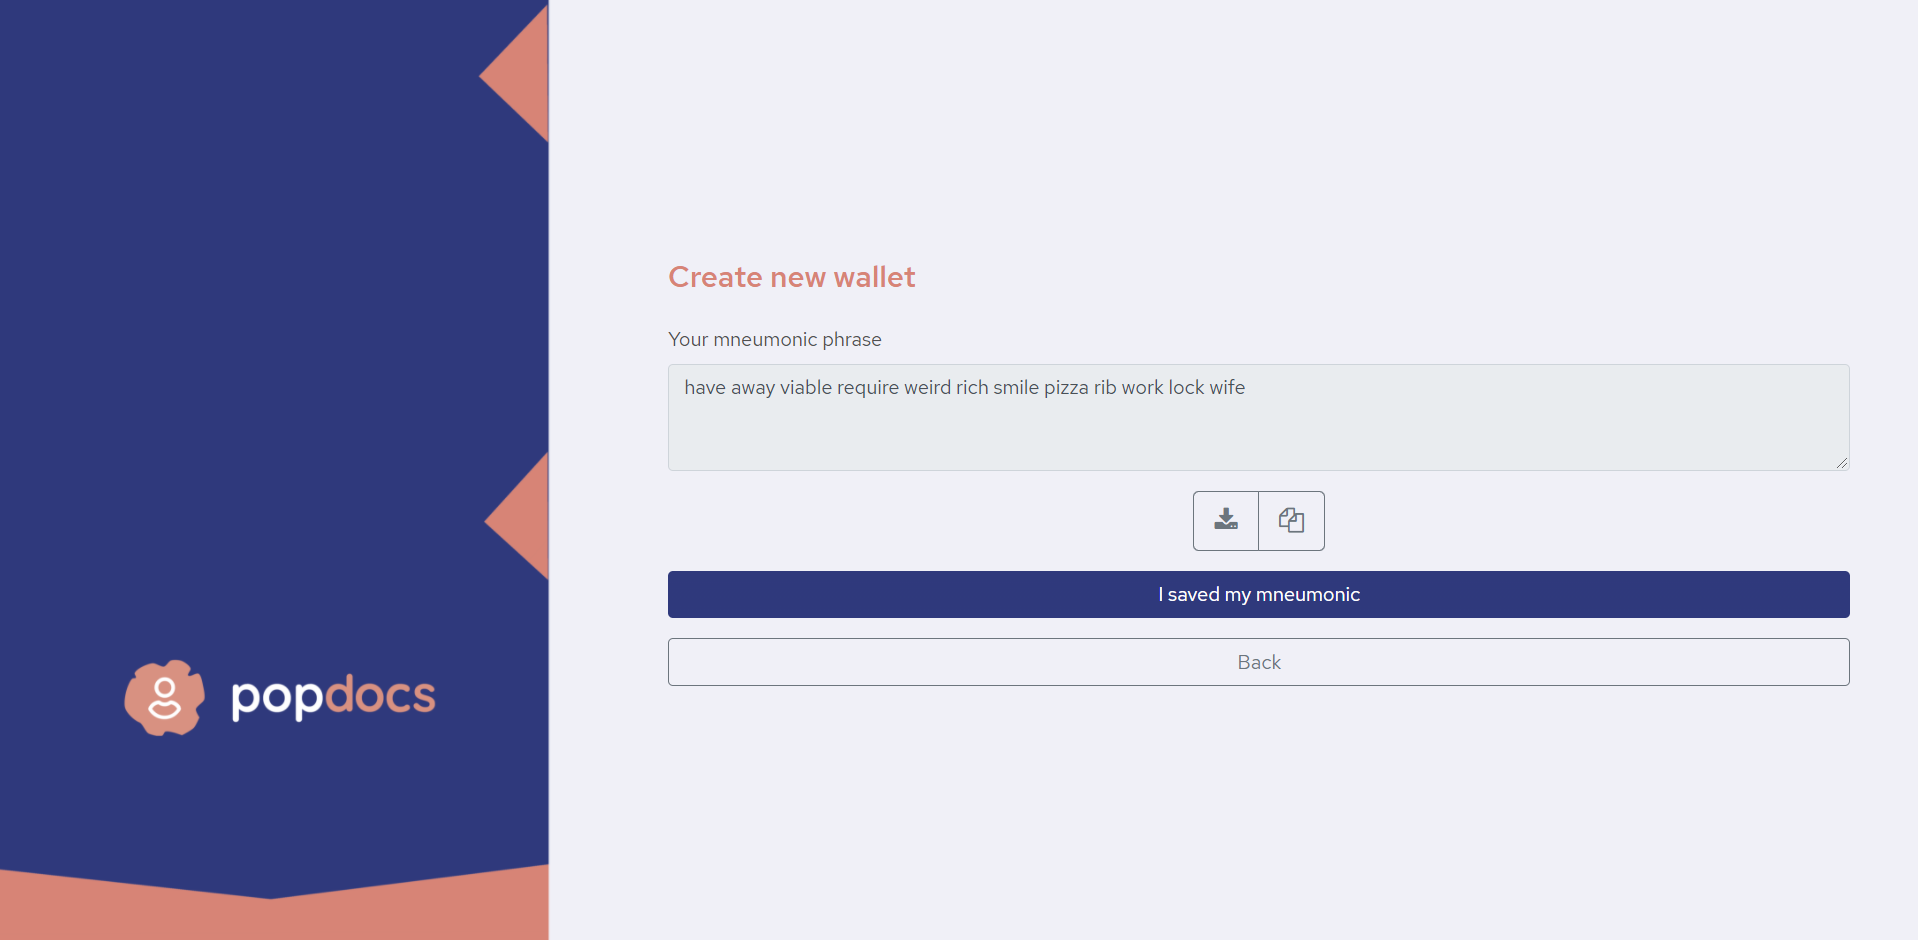 Create new wallet
Your mneumonic phrase
have away viable require weird rich smile pizza rib work lock wife
I saved my mneumonic
Back
popdocs